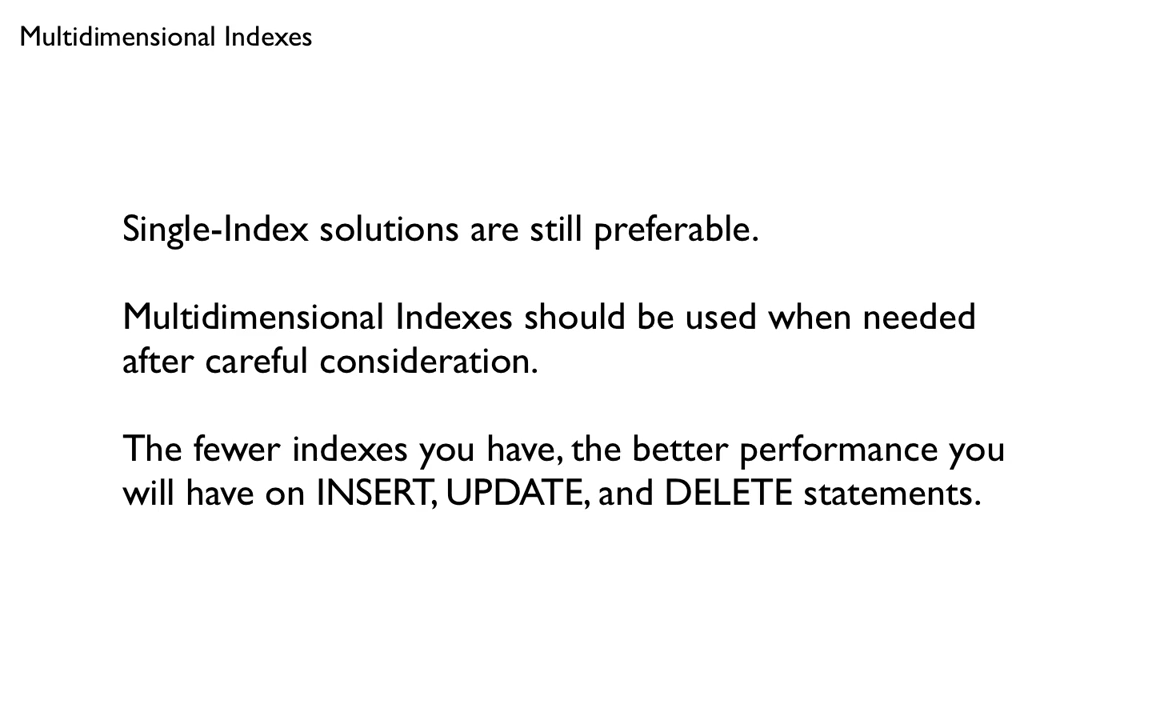 Multidimensional Indexes
Single-Index solutions are still preferable.
Multidimensional Indexes should be used when needed
after careful consideration.
The fewer indexes you have, the better performance you
will have on INSERT, UPDATE, and DELETE statements.